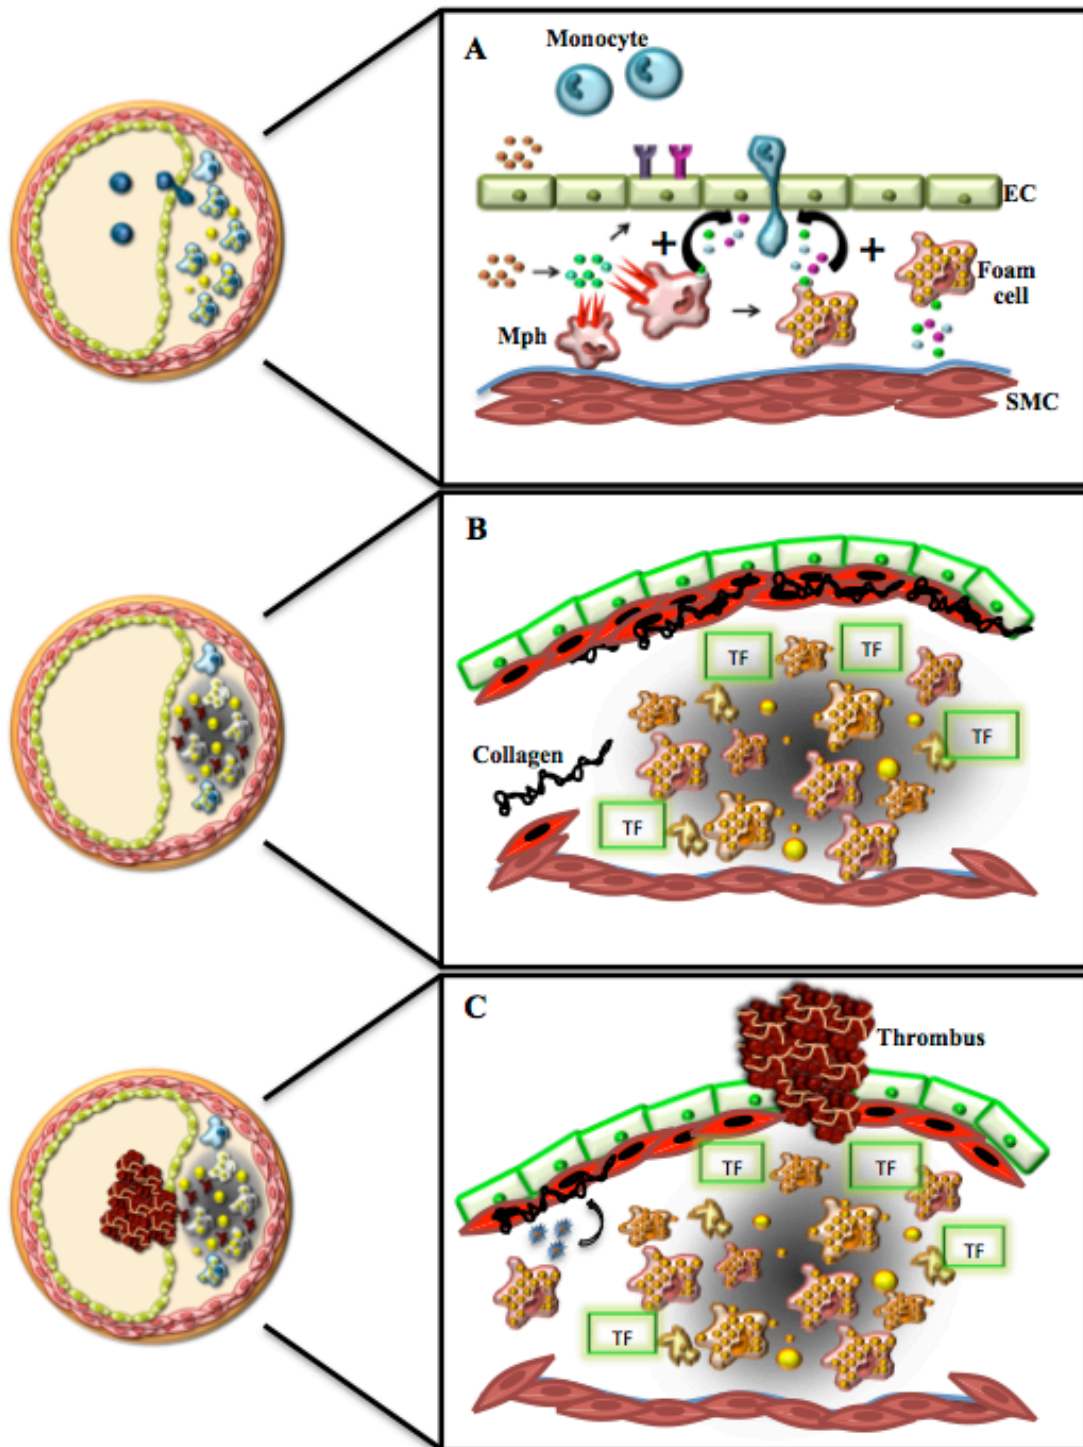 A
Monocyte
EC
+
+
Foam
cell
Mph
SMC
B
TF
TF
TF
Collagen
TF
C
Thrombus
TF
TF
TF
TF